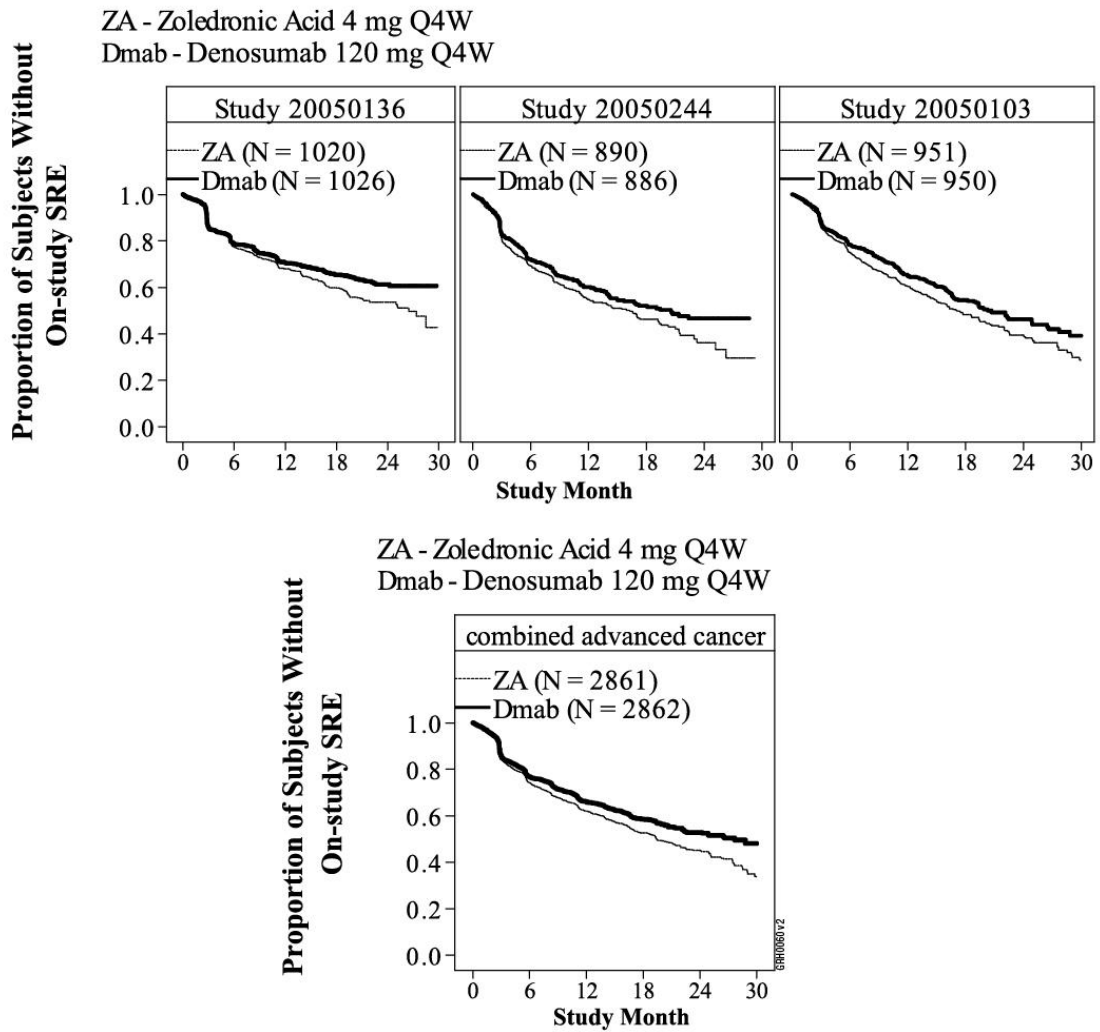 ZA - Zoledronic Acid 4 mg Q4W
Dmab - Denosumab 120 mg Q4W
Proportion of Subjects Without
On-study SRE
Study 20050136
ZA (N = 1020)
Dmab (N = 1026)
Study 20050244
ZA (N = 890)
Dmab (N = 886)
Study 20050103
ZA (N = 951)
Dmab (N = 950)
1.0
0.8
0.6
0.4
0.2
0.0
0 6 12 18 24 30
0 6 12 18 24 30
0 6 12 18 24 30
Study Month
ZA - Zoledronic Acid 4 mg Q4W
Dmab - Denosumab 120 mg Q4W
Proportion of Subjects Without
On-study SRE
combined advanced cancer
ZA (N = 2861)
Dmab (N = 2862)
1.0
0.8
0.6
0.4
0.2
0.0
0 6 12 18 24 30
Study Month
GRH0060 v2